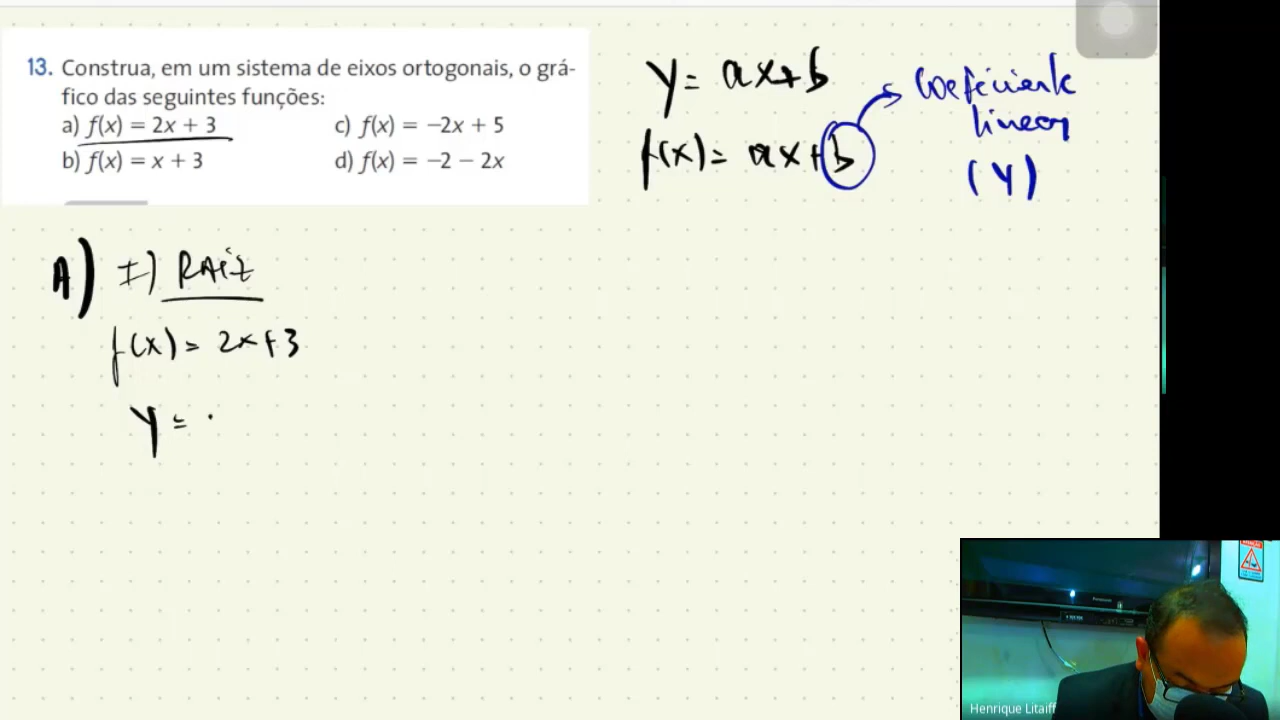 13. Construa, em um sistema de eixos ortogonais, o grá-
fico das seguintes funções:
a) f(x) = 2x + 3
c) f(x) = −2x + 5
b) f(x) = x + 3
d) f(x) = −2 − 2x
y = ax+b
f(x) = ax+b
Coeficiente
linear
(y)
A) I) RAIZ
f(x) = 2x+3
y =
Henrique Litaiff